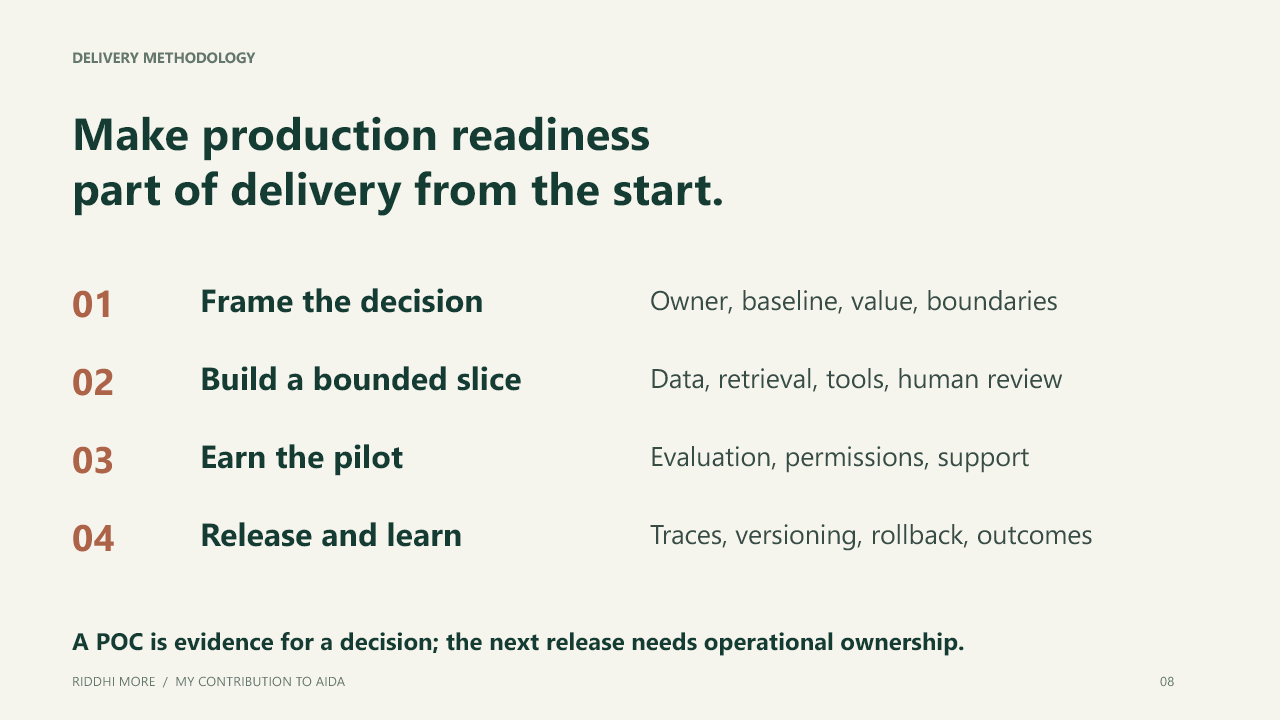 DELIVERY METHODOLOGY
Make production readiness
part of delivery from the start.
01 Frame the decision Owner, baseline, value, boundaries
02 Build a bounded slice Data, retrieval, tools, human review
03 Earn the pilot Evaluation, permissions, support
04 Release and learn Traces, versioning, rollback, outcomes
A POC is evidence for a decision; the next release needs operational ownership.
RIDDHI MORE / MY CONTRIBUTION TO AIDA 08